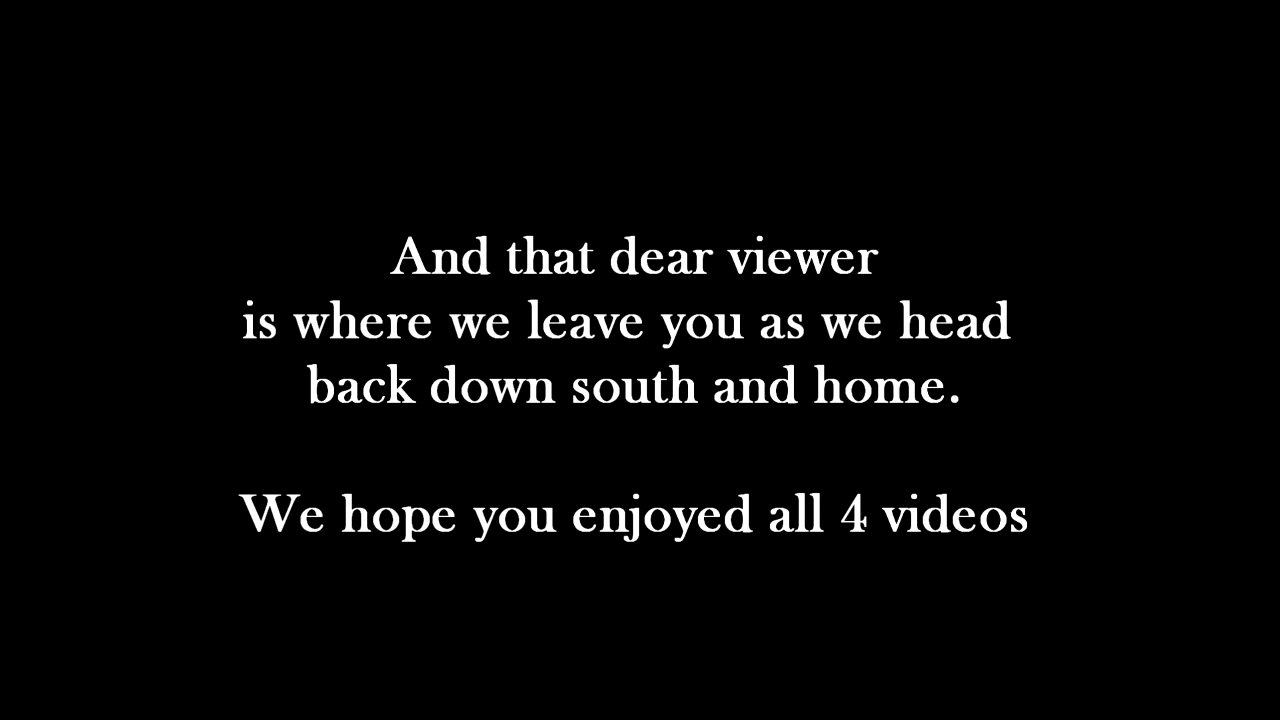 And that dear viewer
is where we leave you as we head
back down south and home.
We hope you enjoyed all 4 videos